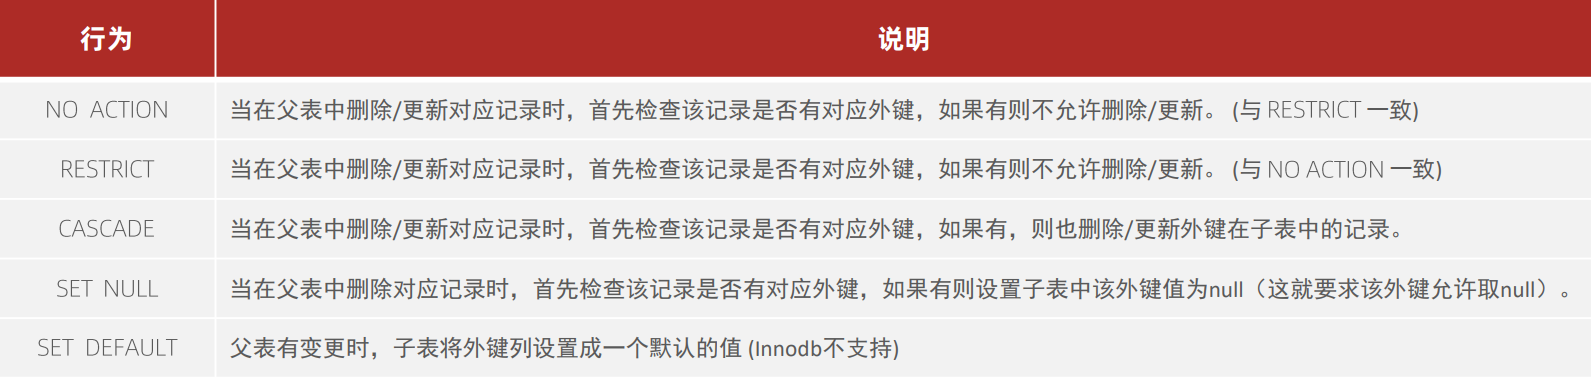 行为 说明
NO ACTION 当在父表中删除/更新对应记录时，首先检查该记录是否有对应外键，如果有则不允许删除/更新。 (与 RESTRICT 一致)
RESTRICT 当在父表中删除/更新对应记录时，首先检查该记录是否有对应外键，如果有则不允许删除/更新。 (与 NO ACTION 一致)
CASCADE 当在父表中删除/更新对应记录时，首先检查该记录是否有对应外键，如果有，则也删除/更新外键在子表中的记录。
SET NULL 当在父表中删除对应记录时，首先检查该记录是否有对应外键，如果有则设置子表中该外键值为null（这就要求该外键允许取null）。
SET DEFAULT 父表有变更时，子表将外键列设置成一个默认的值 (Innodb不支持)